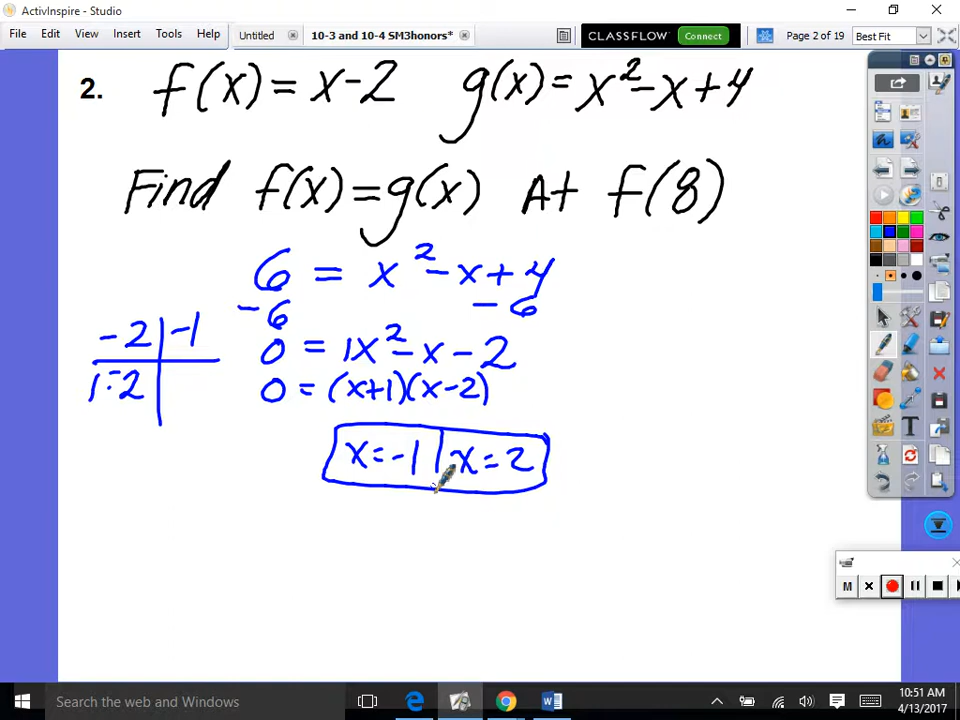 ActivInspire - Studio
File Edit View Insert Tools Help Untitled 10-3 and 10-4 SM3honors* CLASSFLOW Connect Page 2 of 19 Best Fit
2. f(x) = x-2 g(x) = x²-x+4
Find f(x)=g(x) At f(8)
6 = x²-x+4
-6 -6
-2 | -1
0 = 1x²-x-2
1·-2
0 = (x+1)(x-2)
x=-1 | x=2
M
Search the web and Windows
10:51 AM
4/13/2017